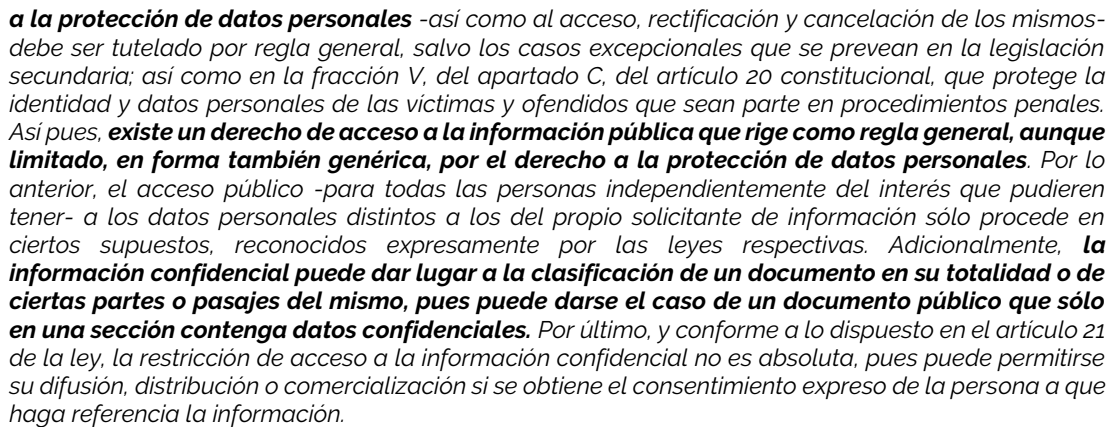 a la protección de datos personales -así como al acceso, rectificación y cancelación de los mismos-
debe ser tutelado por regla general, salvo los casos excepcionales que se prevean en la legislación
secundaria; así como en la fracción V, del apartado C, del artículo 20 constitucional, que protege la
identidad y datos personales de las víctimas y ofendidos que sean parte en procedimientos penales.
Así pues, existe un derecho de acceso a la información pública que rige como regla general, aunque
limitado, en forma también genérica, por el derecho a la protección de datos personales. Por lo
anterior, el acceso público -para todas las personas independientemente del interés que pudieren
tener- a los datos personales distintos a los del propio solicitante de información sólo procede en
ciertos supuestos, reconocidos expresamente por las leyes respectivas. Adicionalmente, la
información confidencial puede dar lugar a la clasificación de un documento en su totalidad o de
ciertas partes o pasajes del mismo, pues puede darse el caso de un documento público que sólo
en una sección contenga datos confidenciales. Por último, y conforme a lo dispuesto en el artículo 21
de la ley, la restricción de acceso a la información confidencial no es absoluta, pues puede permitirse
su difusión, distribución o comercialización si se obtiene el consentimiento expreso de la persona a que
haga referencia la información.